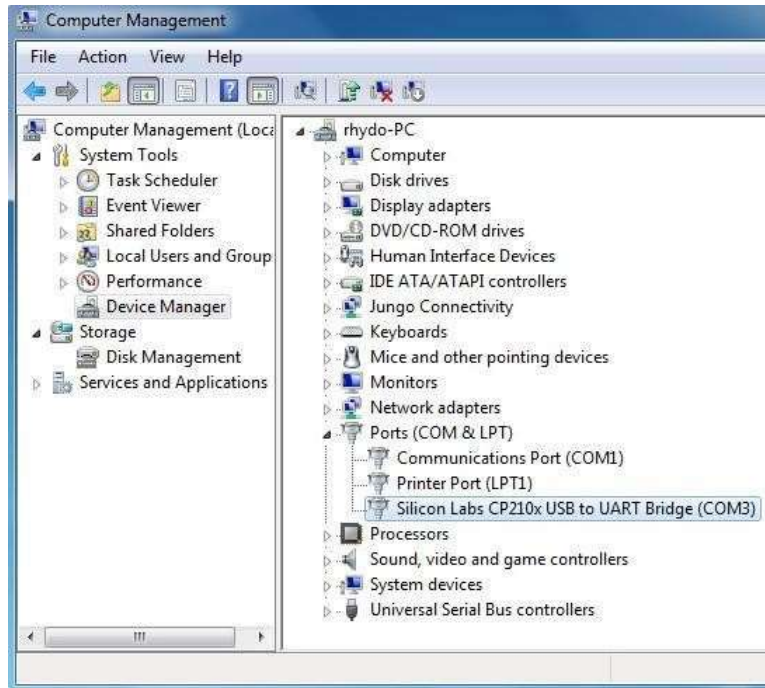 Computer Management
File Action View Help
Computer Management (Loca
System Tools
Task Scheduler
Event Viewer
Shared Folders
Local Users and Group
Performance
Device Manager
Storage
Disk Management
Services and Applications
rhydo-PC
Computer
Disk drives
Display adapters
DVD/CD-ROM drives
Human Interface Devices
IDE ATA/ATAPI controllers
Jungo Connectivity
Keyboards
Mice and other pointing devices
Monitors
Network adapters
Ports (COM & LPT)
Communications Port (COM1)
Printer Port (LPT1)
Silicon Labs CP210x USB to UART Bridge (COM3)
Processors
Sound, video and game controllers
System devices
Universal Serial Bus controllers